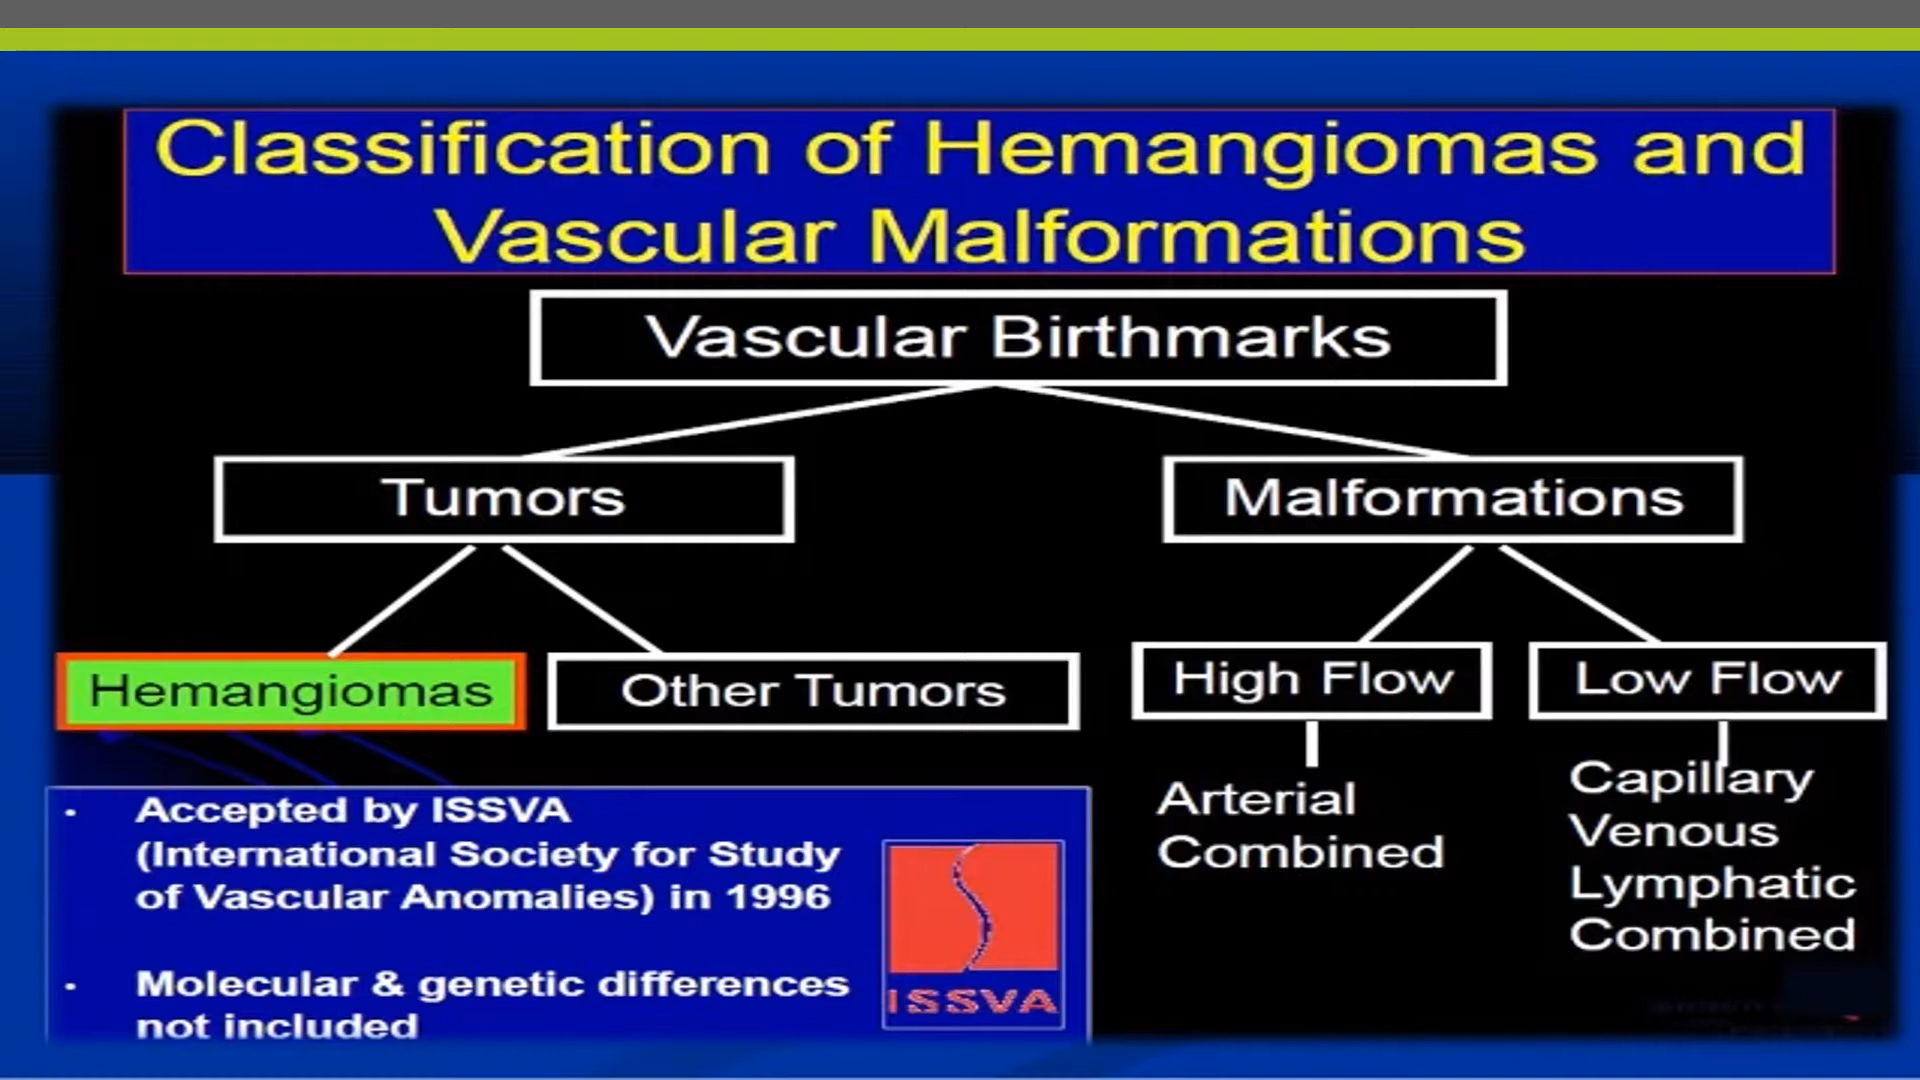 Classification of Hemangiomas and
Vascular Malformations
Vascular Birthmarks
Tumors
Malformations
Hemangiomas
Other Tumors
High Flow
Low Flow
Arterial
Combined
Capillary
Venous
Lymphatic
Combined
• Accepted by ISSVA
(International Society for Study
of Vascular Anomalies) in 1996
• Molecular & genetic differences
not included
ISSVA